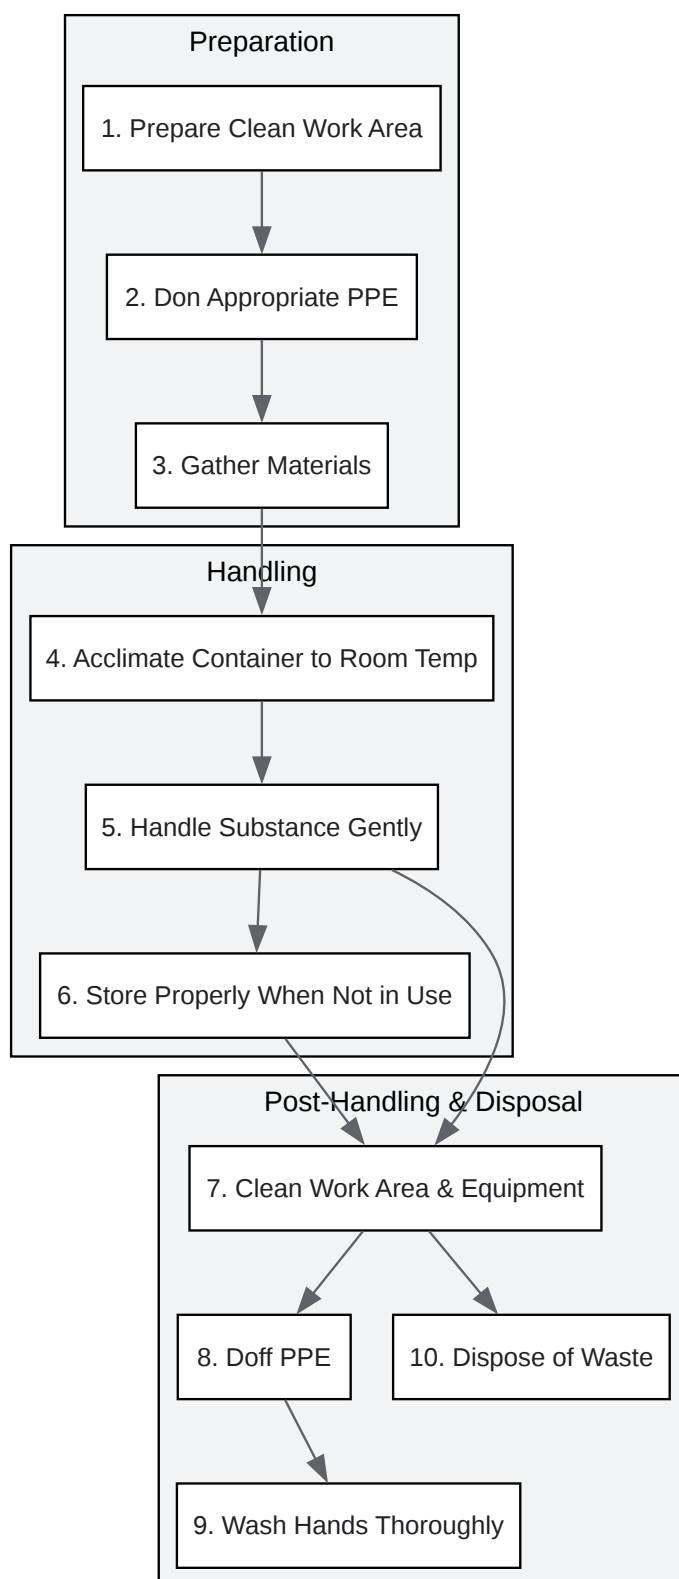 Preparation
1. Prepare Clean Work Area
2. Don Appropriate PPE
3. Gather Materials
Handling
4. Acclimate Container to Room Temp
5. Handle Substance Gently
6. Store Properly When Not in Use
Post-Handling & Disposal
7. Clean Work Area & Equipment
8. Doff PPE
10. Dispose of Waste
9. Wash Hands Thoroughly